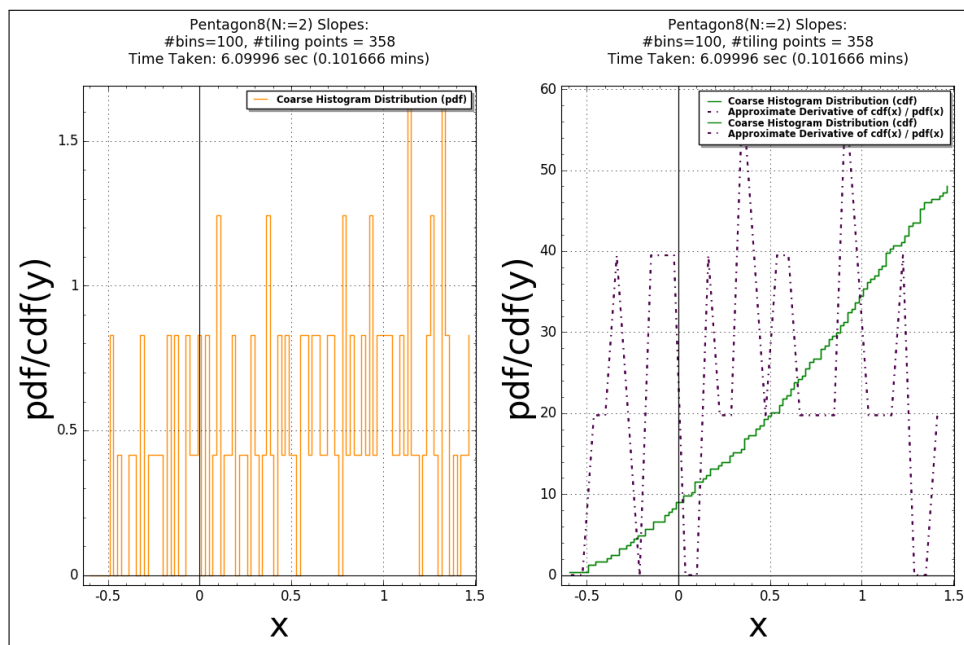 Pentagon8(N:=2) Slopes:
#bins=100, #tiling points = 358
Time Taken: 6.09996 sec (0.101666 mins)
Coarse Histogram Distribution (pdf)
1.5
1
0.5
0
-0.5
0
0.5
1
1.5
pdf/cdf(y)
x
Pentagon8(N:=2) Slopes:
#bins=100, #tiling points = 358
Time Taken: 6.09996 sec (0.101666 mins)
Coarse Histogram Distribution (cdf)
Approximate Derivative of cdf(x) / pdf(x)
Coarse Histogram Distribution (cdf)
Approximate Derivative of cdf(x) / pdf(x)
60
50
40
30
20
10
0
-0.5
0
0.5
1
1.5
pdf/cdf(y)
x